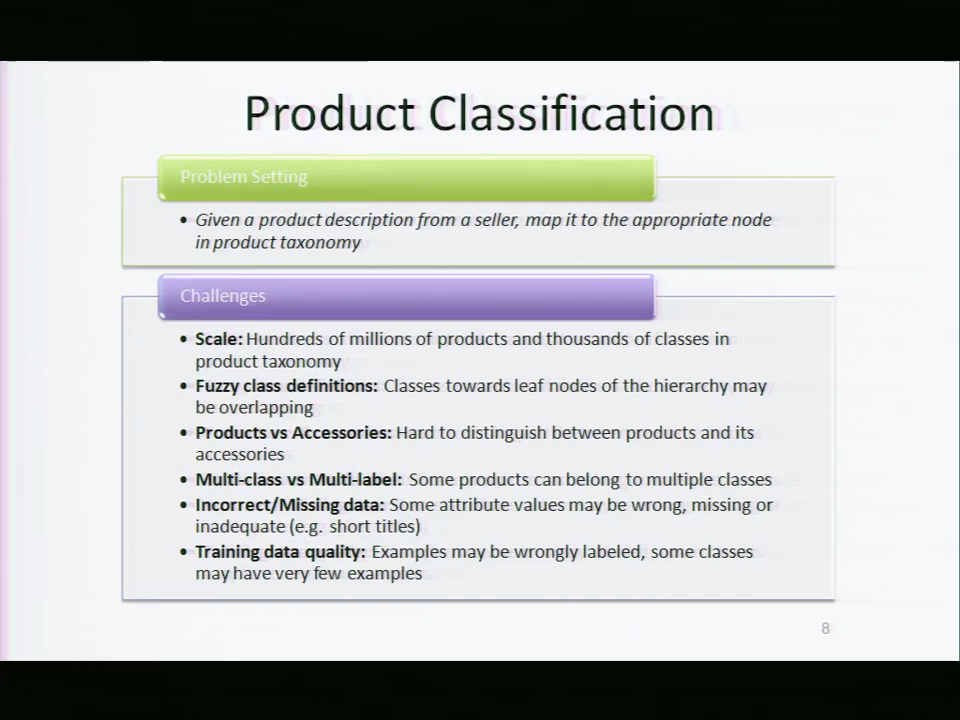 Product Classification
Problem Setting
• Given a product description from a seller, map it to the appropriate node
in product taxonomy
Challenges
• Scale: Hundreds of millions of products and thousands of classes in
product taxonomy
• Fuzzy class definitions: Classes towards leaf nodes of the hierarchy may
be overlapping
• Products vs Accessories: Hard to distinguish between products and its
accessories
• Multi-class vs Multi-label: Some products can belong to multiple classes
• Incorrect/Missing data: Some attribute values may be wrong, missing or
inadequate (e.g. short titles)
• Training data quality: Examples may be wrongly labeled, some classes
may have very few examples
8